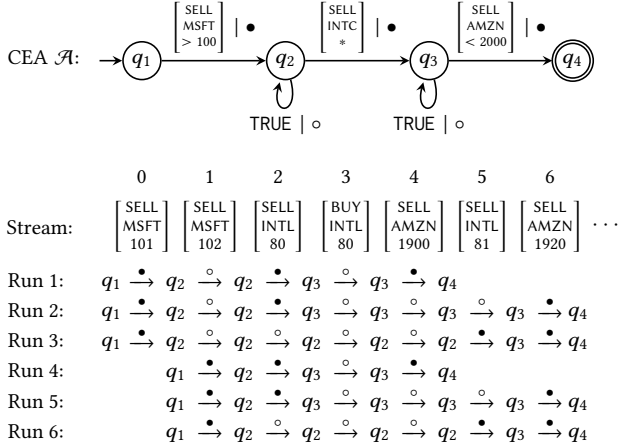 CEA 𝒜: q1 [SELL MSFT > 100] | ● q2 [SELL INTC *] | ● q3 [SELL AMZN < 2000] | ● q4
TRUE | ○ TRUE | ○
0 1 2 3 4 5 6
Stream: [SELL MSFT 101] [SELL MSFT 102] [SELL INTL 80] [BUY INTL 80] [SELL AMZN 1900] [SELL INTL 81] [SELL AMZN 1920] ⋯
Run 1: q1 ●→ q2 ○→ q2 ●→ q3 ○→ q3 ●→ q4
Run 2: q1 ●→ q2 ○→ q2 ●→ q3 ○→ q3 ○→ q3 ○→ q3 ●→ q4
Run 3: q1 ●→ q2 ○→ q2 ○→ q2 ○→ q2 ○→ q2 ●→ q3 ●→ q4
Run 4: q1 ●→ q2 ●→ q3 ○→ q3 ●→ q4
Run 5: q1 ●→ q2 ●→ q3 ○→ q3 ○→ q3 ○→ q3 ●→ q4
Run 6: q1 ●→ q2 ○→ q2 ○→ q2 ○→ q2 ●→ q3 ●→ q4